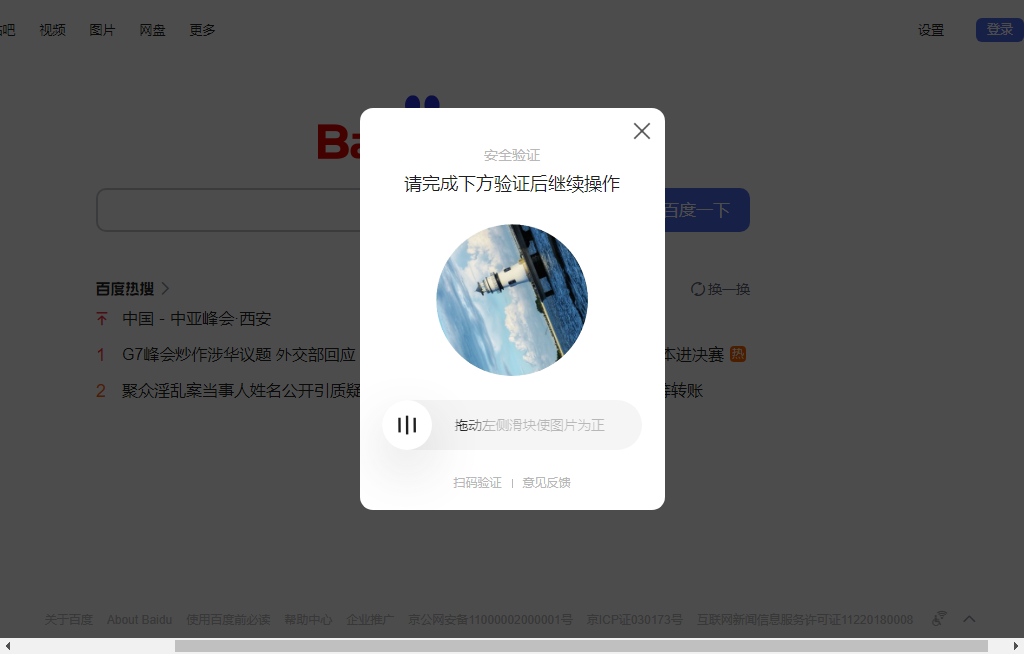 视频 图片 网盘 更多 设置 登录
Ba
安全验证
请完成下方验证后继续操作
百度一下
百度热搜 换一换
中国-中亚峰会·西安
1 G7峰会炒作涉华议题 外交部回应 本进决赛 热
2 聚众淫乱案当事人姓名公开引质疑 转账
拖动左侧滑块使图片为正
扫码验证 | 意见反馈
关于百度 About Baidu 使用百度前必读 帮助中心 企业推广 京公网安备11000002000001号 京ICP证030173号 互联网新闻信息服务许可证11220180008